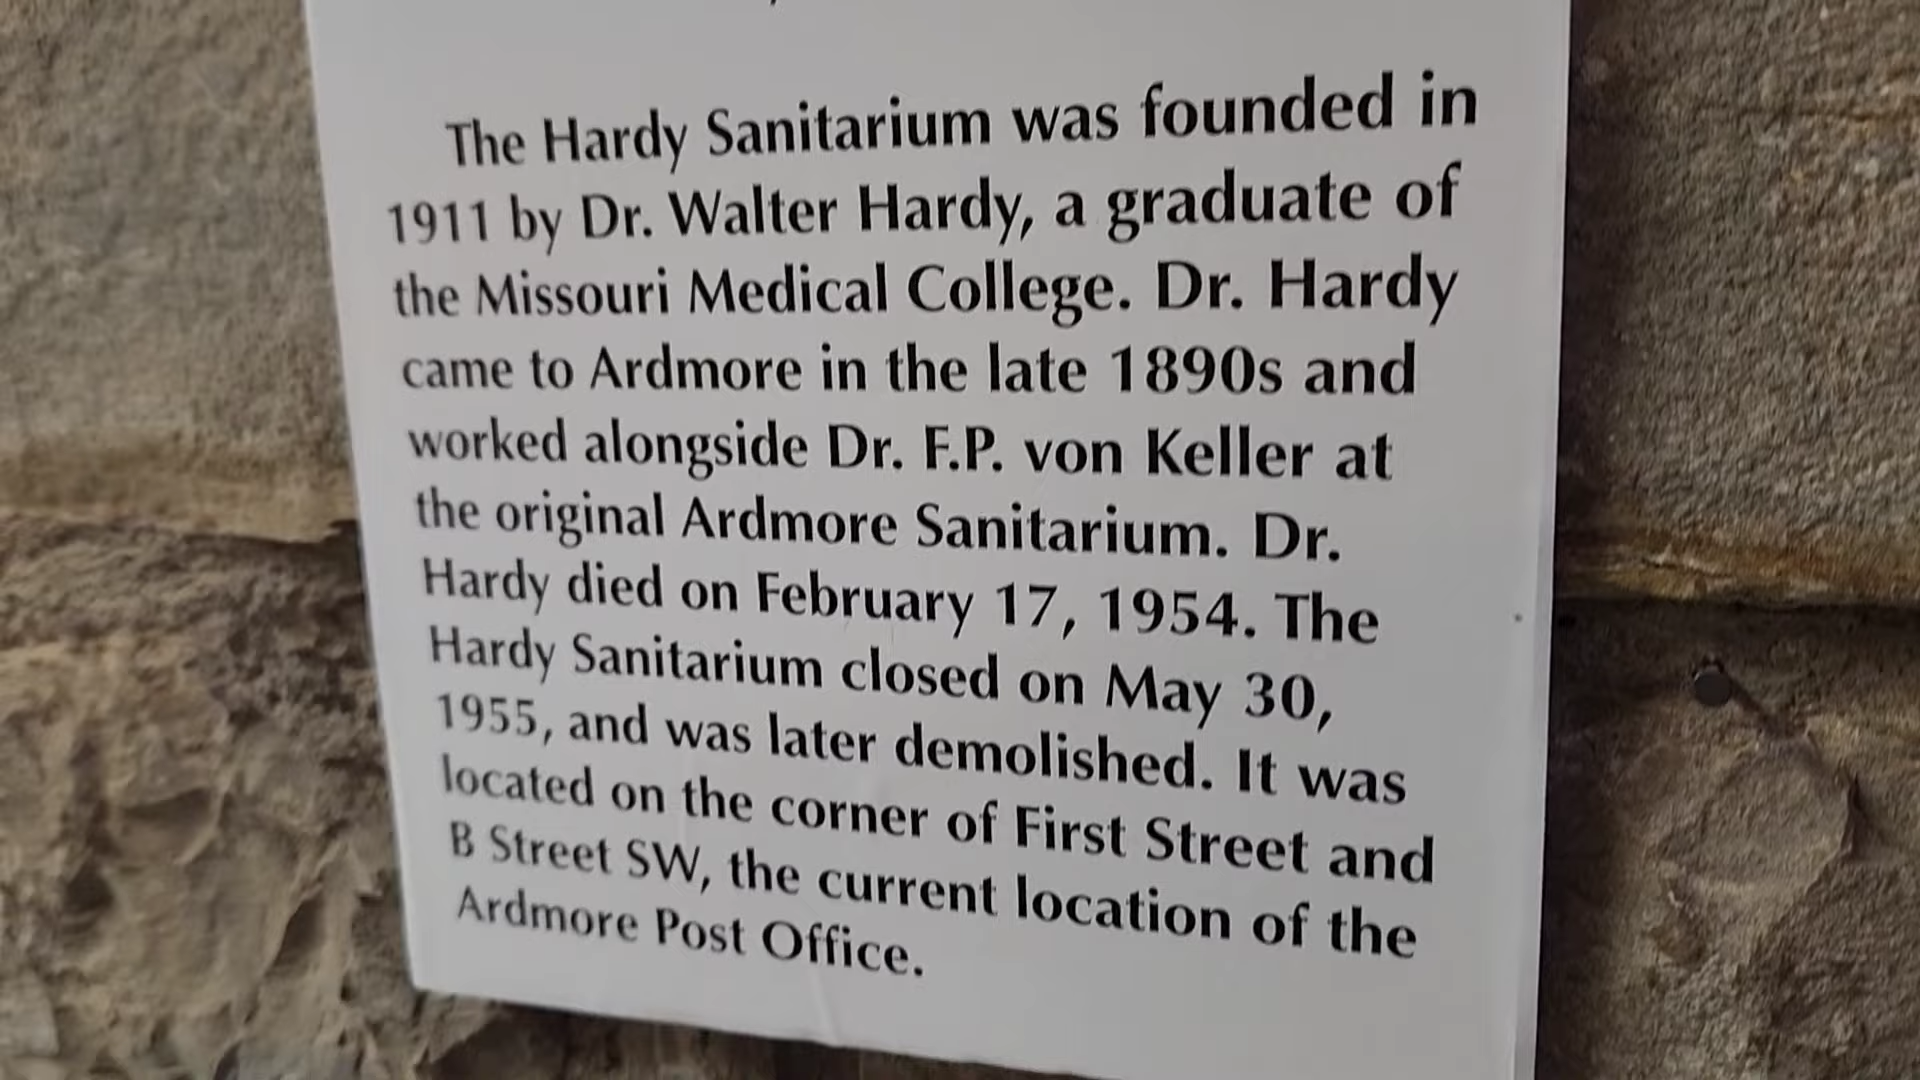 The Hardy Sanitarium was founded in
1911 by Dr. Walter Hardy, a graduate of
the Missouri Medical College. Dr. Hardy
came to Ardmore in the late 1890s and
worked alongside Dr. F.P. von Keller at
the original Ardmore Sanitarium. Dr.
Hardy died on February 17, 1954. The
Hardy Sanitarium closed on May 30,
1955, and was later demolished. It was
located on the corner of First Street and
B Street SW, the current location of the
Ardmore Post Office.